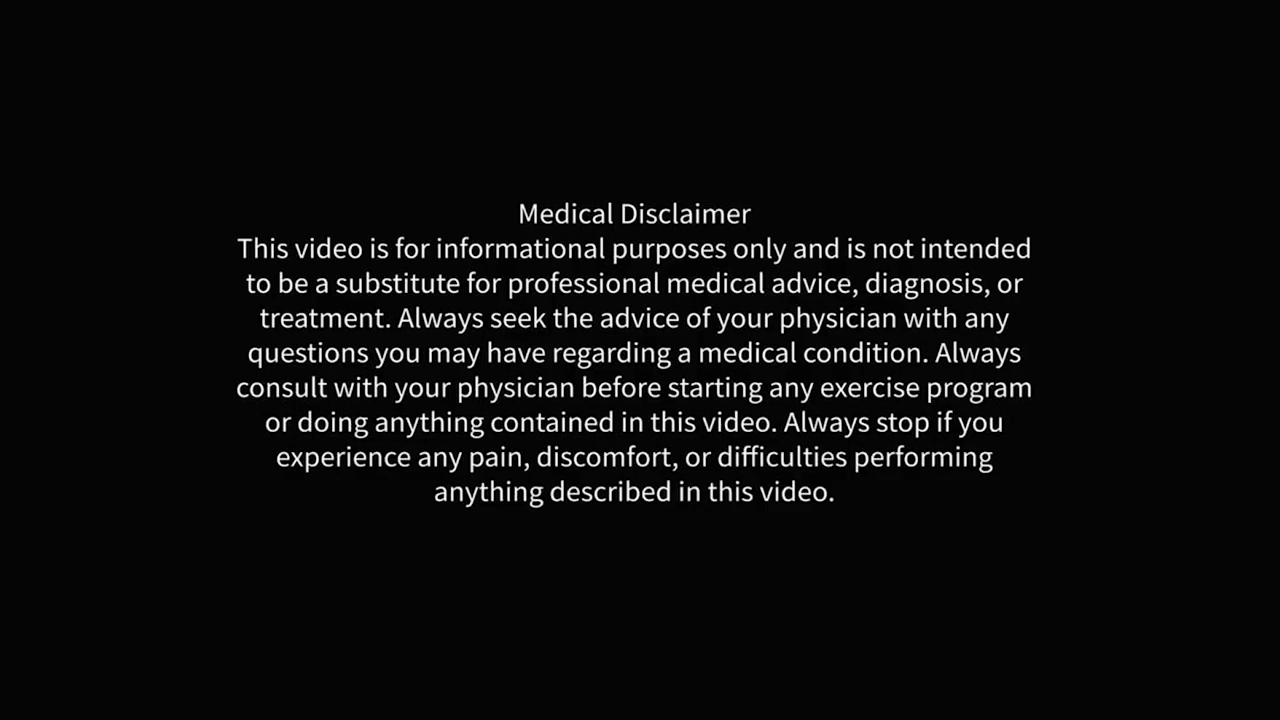 Medical Disclaimer
This video is for informational purposes only and is not intended
to be a substitute for professional medical advice, diagnosis, or
treatment. Always seek the advice of your physician with any
questions you may have regarding a medical condition. Always
consult with your physician before starting any exercise program
or doing anything contained in this video. Always stop if you
experience any pain, discomfort, or difficulties performing
anything described in this video.